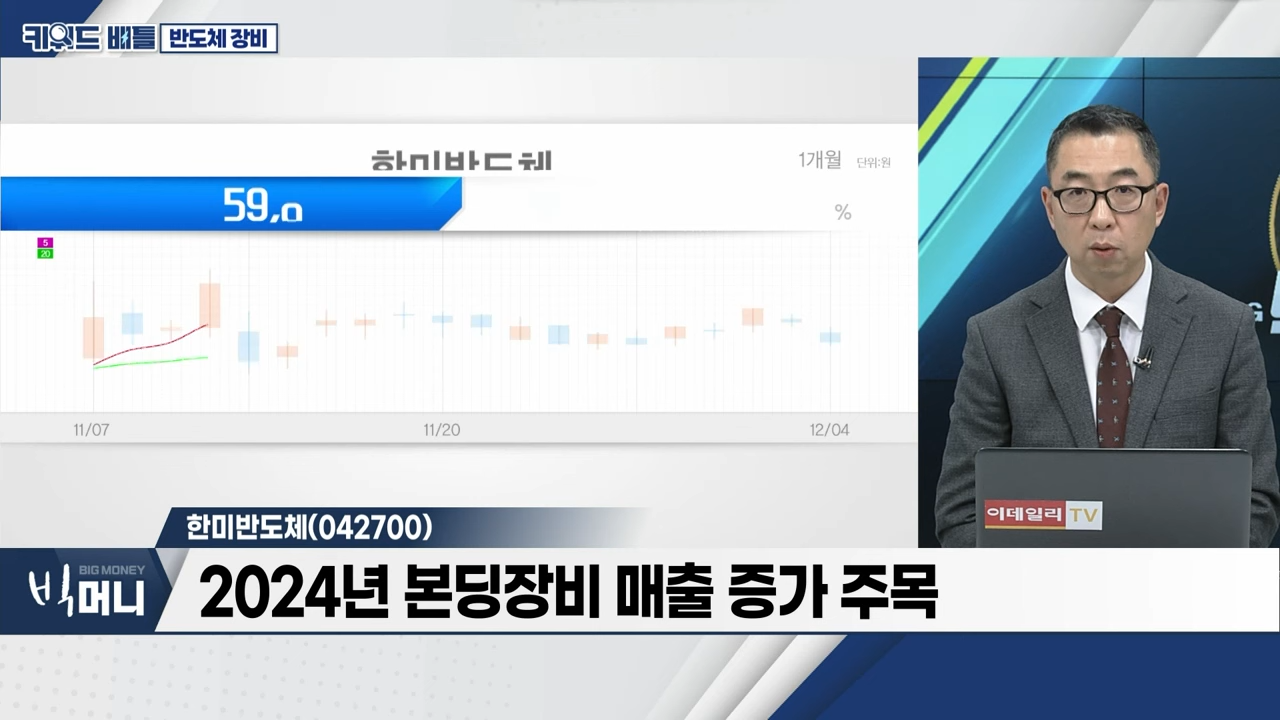 키워드 배틀 반도체 장비
한미반도체
1개월 단위:원
59,
%
5
20
11/07 11/20 12/04
이데일리 TV
한미반도체(042700)
BIG MONEY
빅머니
2024년 본딩장비 매출 증가 주목